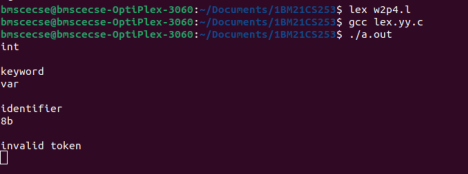 bmscecse@bmscecse-OptiPlex-3060:~/Documents/1BM21CS253$ lex w2p4.l
bmscecse@bmscecse-OptiPlex-3060:~/Documents/1BM21CS253$ gcc lex.yy.c
bmscecse@bmscecse-OptiPlex-3060:~/Documents/1BM21CS253$ ./a.out
int
keyword
var
identifier
8b
invalid token